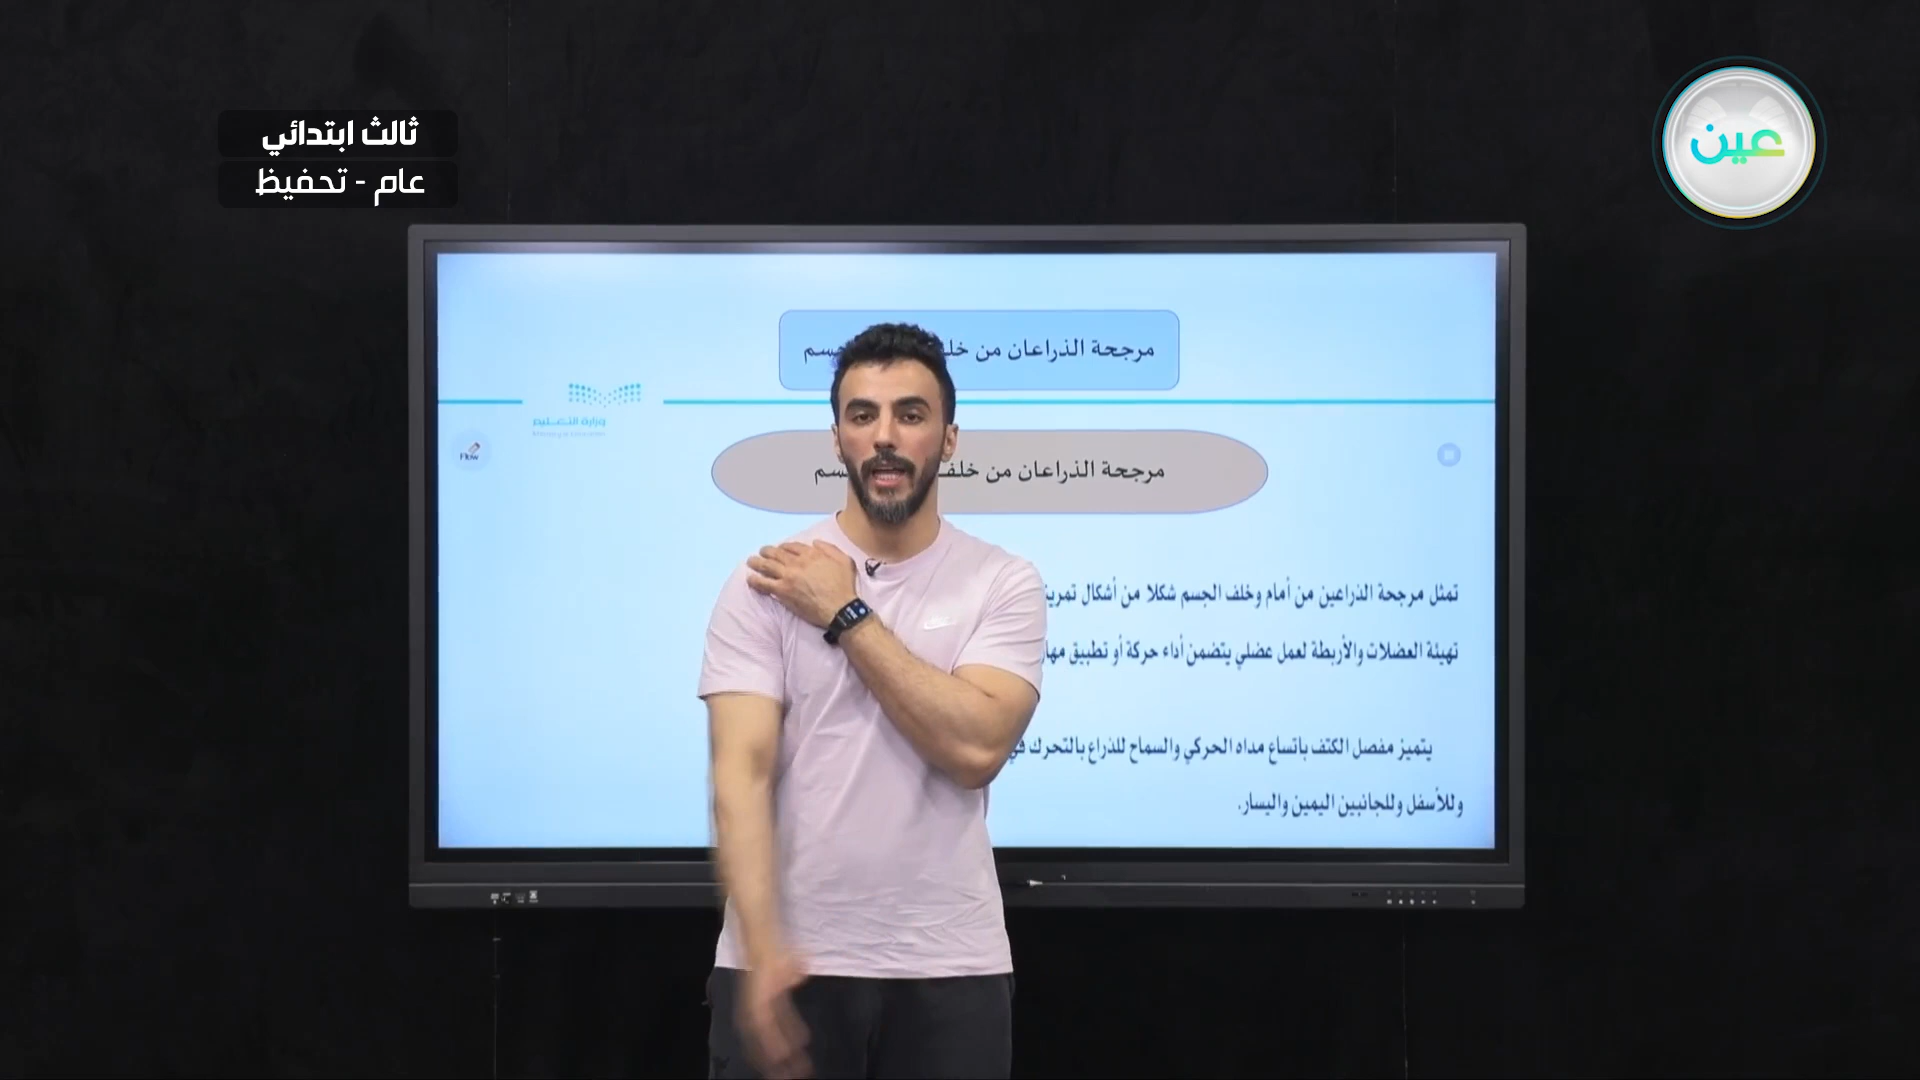 ثالث ابتدائي
عام - تحفيظ
عين
مرجحة الذراعان من
وزارة التعليم
Flow
مرجحة الذراعان من
تمثل مرجحة الذراعين من أمام وخلف الجسم شكلا من أشكال
تهيئة العضلات والأربطة لعمل عضلي يتضمن أداء حركة أو تطبيق
يتميز مفصل الكتف باتساع مداه الحركي والسماح للذراع بالتحرك في
وللأسفل وللجانبين اليمين واليسار.